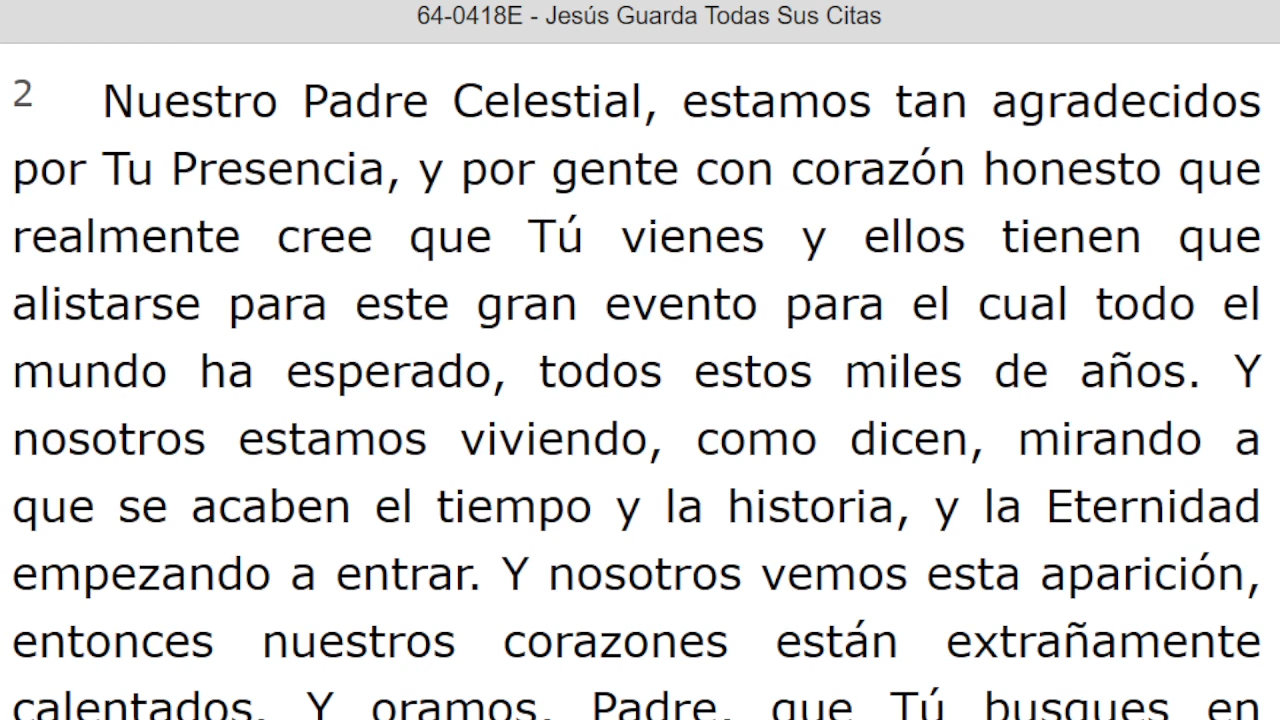 64-0418E - Jesús Guarda Todas Sus Citas
2 Nuestro Padre Celestial, estamos tan agradecidos
por Tu Presencia, y por gente con corazón honesto que
realmente cree que Tú vienes y ellos tienen que
alistarse para este gran evento para el cual todo el
mundo ha esperado, todos estos miles de años. Y
nosotros estamos viviendo, como dicen, mirando a
que se acaben el tiempo y la historia, y la Eternidad
empezando a entrar. Y nosotros vemos esta aparición,
entonces nuestros corazones están extrañamente
calentados. Y oramos, Padre, que Tú busques en